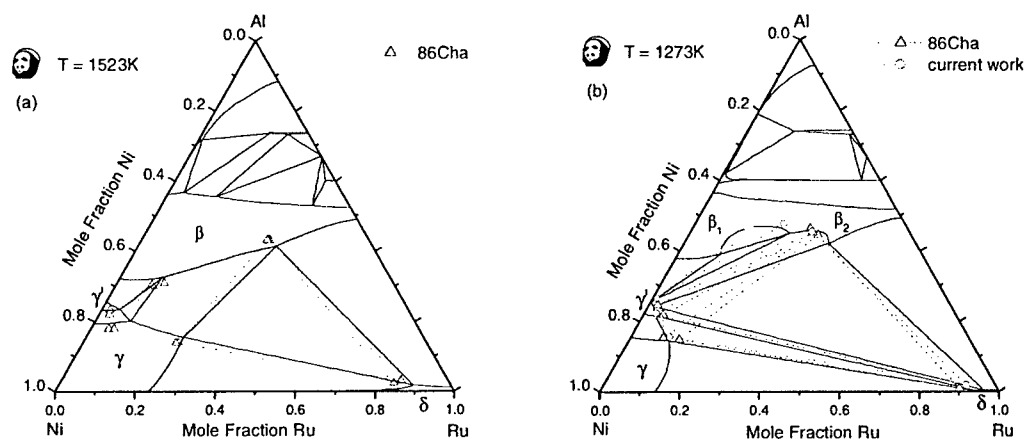 Al
0.0
T = 1523K
86Cha
(a)
0.2
0.4
Mole Fraction Ni
β
0.6
γ'
0.8
γ
δ
1.0
0.0
0.2
0.4
0.6
0.8
1.0
Ni
Mole Fraction Ru
Ru
Al
0.0
T = 1273K
86Cha
current work
(b)
0.2
0.4
Mole Fraction Ni
β1
β2
0.6
γ'
0.8
γ
δ
1.0
0.0
0.2
0.4
0.6
0.8
1.0
Ni
Mole Fraction Ru
Ru